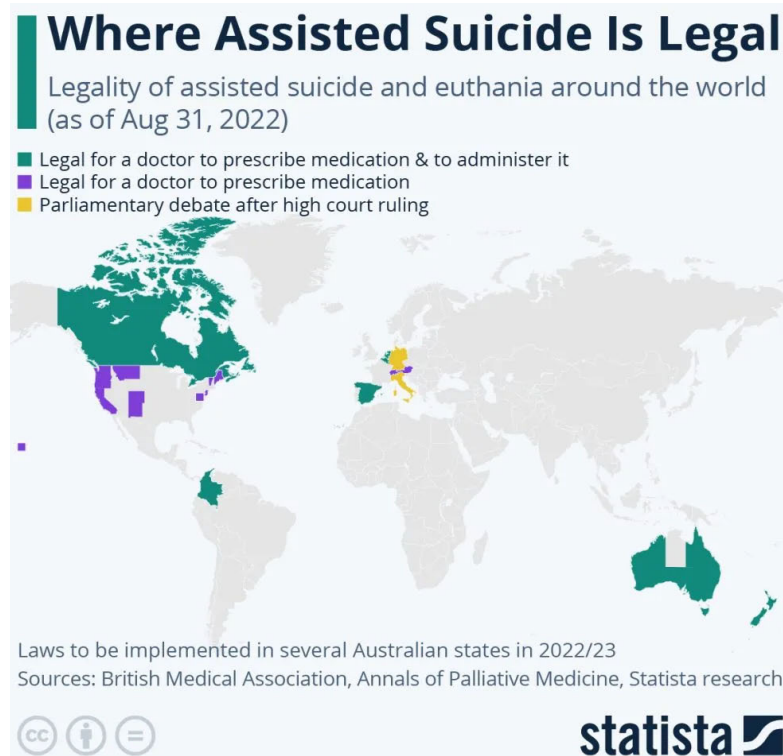 Where Assisted Suicide Is Legal
Legality of assisted suicide and euthania around the world
(as of Aug 31, 2022)
Legal for a doctor to prescribe medication & to administer it
Legal for a doctor to prescribe medication
Parliamentary debate after high court ruling
Laws to be implemented in several Australian states in 2022/23
Sources: British Medical Association, Annals of Palliative Medicine, Statista research
cc
statista